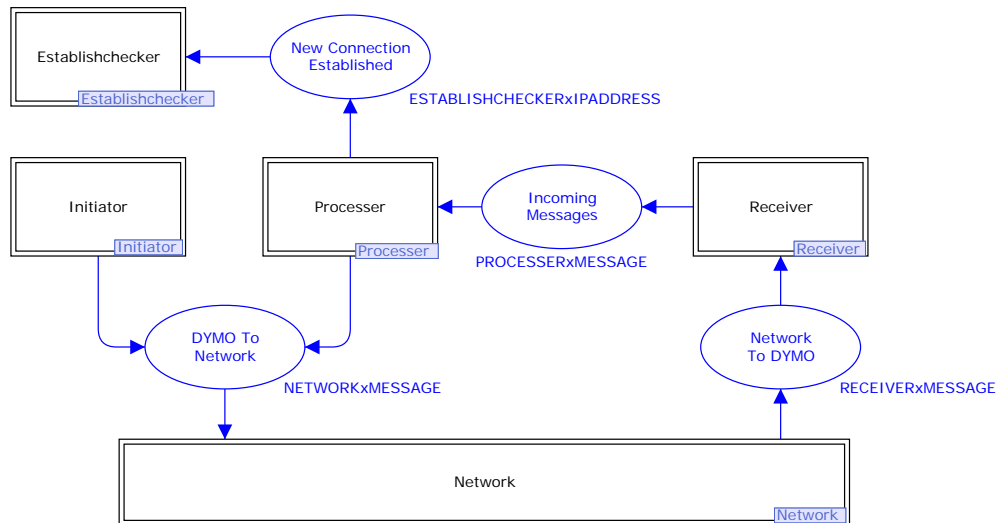 Establishchecker
Establishchecker
New Connection
Established
ESTABLISHCHECKERxIPADDRESS
Initiator
Initiator
Processer
Processer
Incoming
Messages
PROCESSERxMESSAGE
Receiver
Receiver
DYMO To
Network
NETWORKxMESSAGE
Network
To DYMO
RECEIVERxMESSAGE
Network
Network